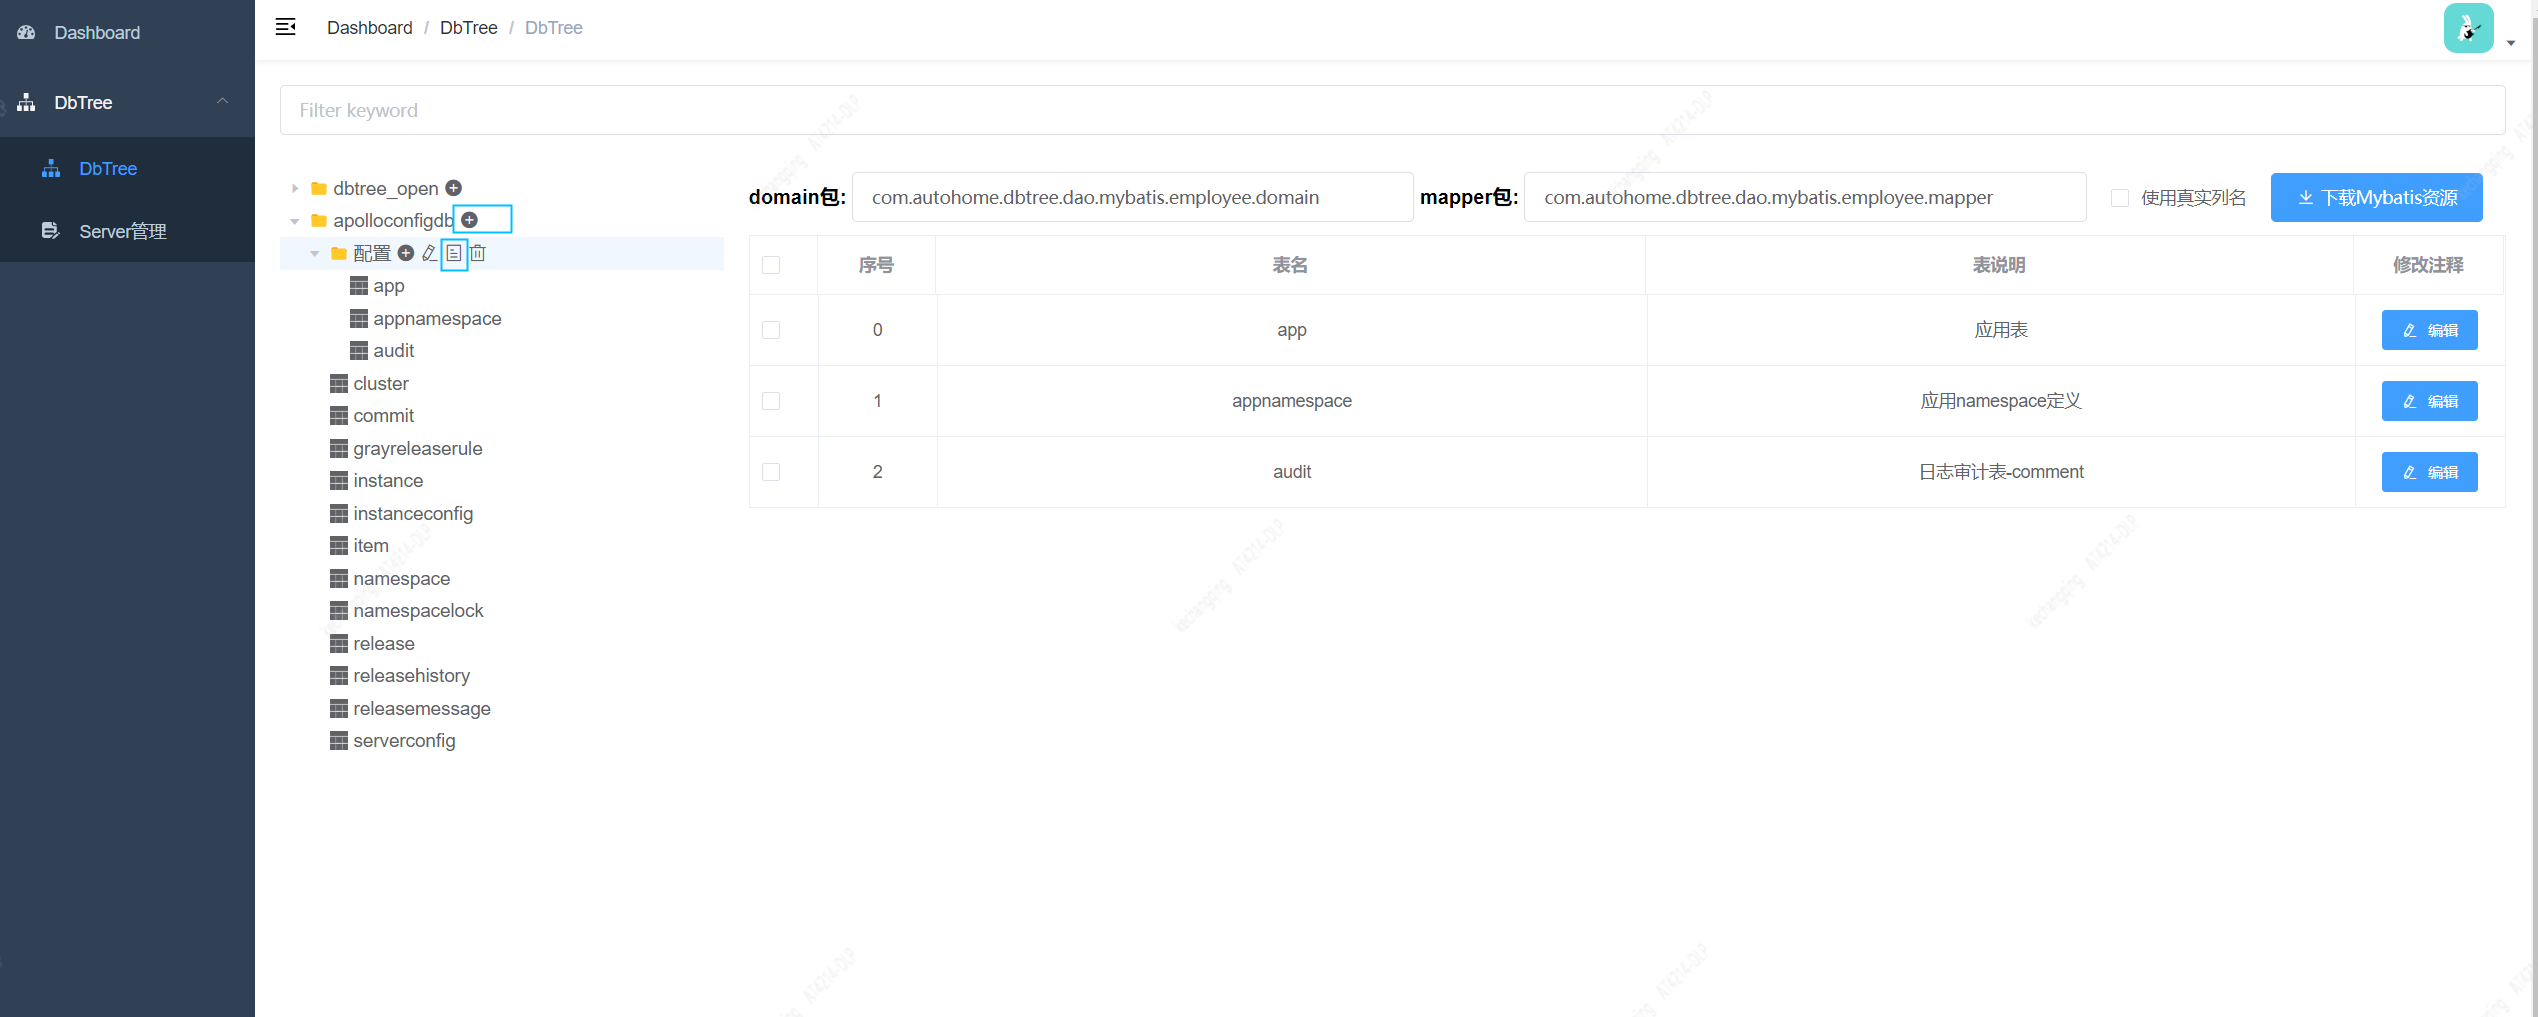 Dashboard
DbTree
DbTree
Server管理
Dashboard / DbTree / DbTree
Filter keyword
dbtree_open
apolloconfigdb
配置
app
appnamespace
audit
cluster
commit
grayreleaserule
instance
instanceconfig
item
namespace
namespacelock
release
releasehistory
releasemessage
serverconfig
domain包: com.autohome.dbtree.dao.mybatis.employee.domain mapper包: com.autohome.dbtree.dao.mybatis.employee.mapper 使用真实列名 下载Mybatis资源
序号 表名 表说明 修改注释
0 app 应用表 编辑
1 appnamespace 应用namespace定义 编辑
2 audit 日志审计表-comment 编辑